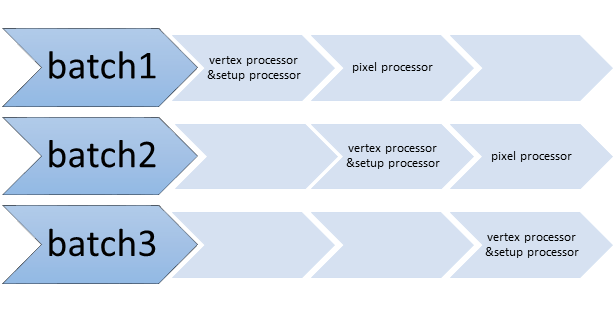 batch1
vertex processor
&setup processor
pixel processor
batch2
vertex processor
&setup processor
pixel processor
batch3
vertex processor
&setup processor